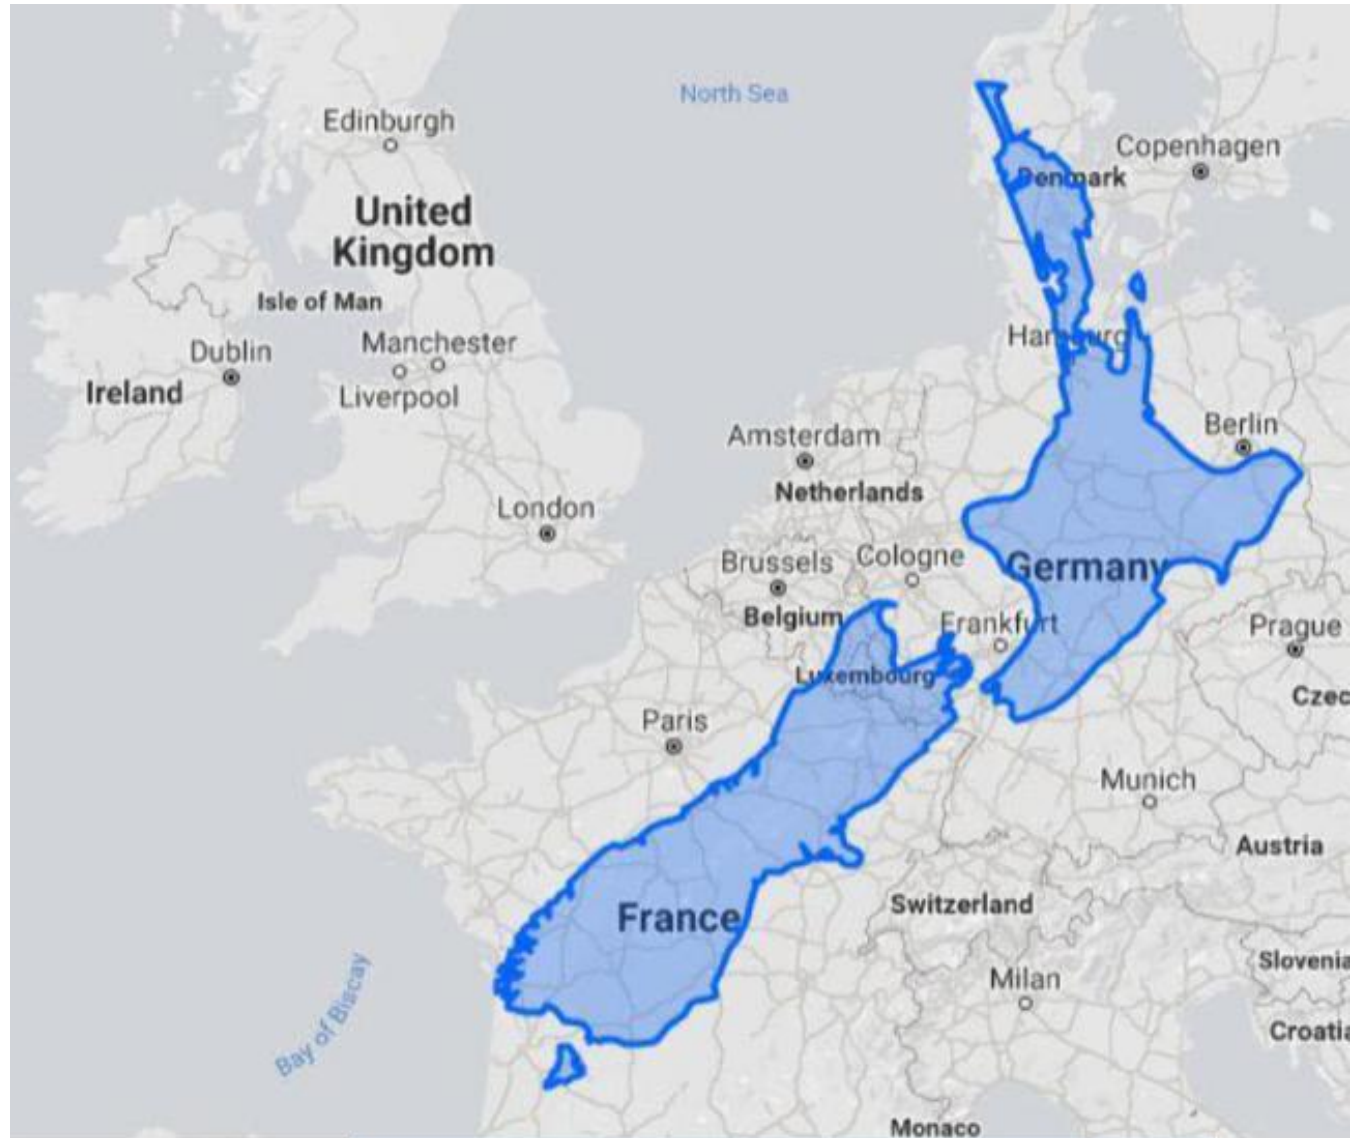 North Sea
Edinburgh
Copenhagen
Denmark
United
Kingdom
Isle of Man
Hamburg
Dublin
Manchester
Ireland
Liverpool
Berlin
Amsterdam
Netherlands
London
Brussels
Cologne
Germany
Belgium
Frankfurt
Prague
Luxembourg
Czec
Paris
Munich
Austria
Switzerland
France
Slovenia
Milan
Bay of Biscay
Croatia
Monaco